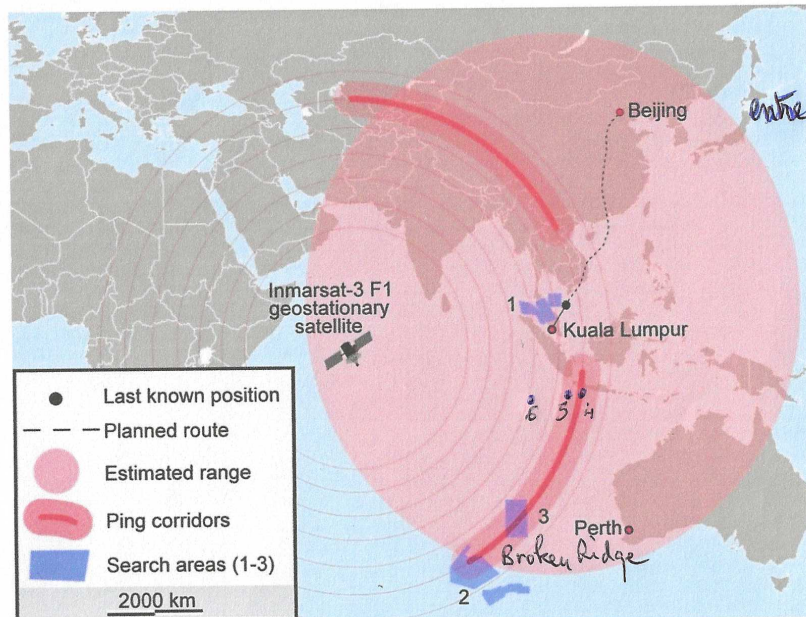 Beijing
entre
Inmarsat-3 F1
geostationary
satellite
1
Kuala Lumpur
6 5 4
3
Perth
Broken Ridge
2
Last known position
Planned route
Estimated range
Ping corridors
Search areas (1-3)
2000 km